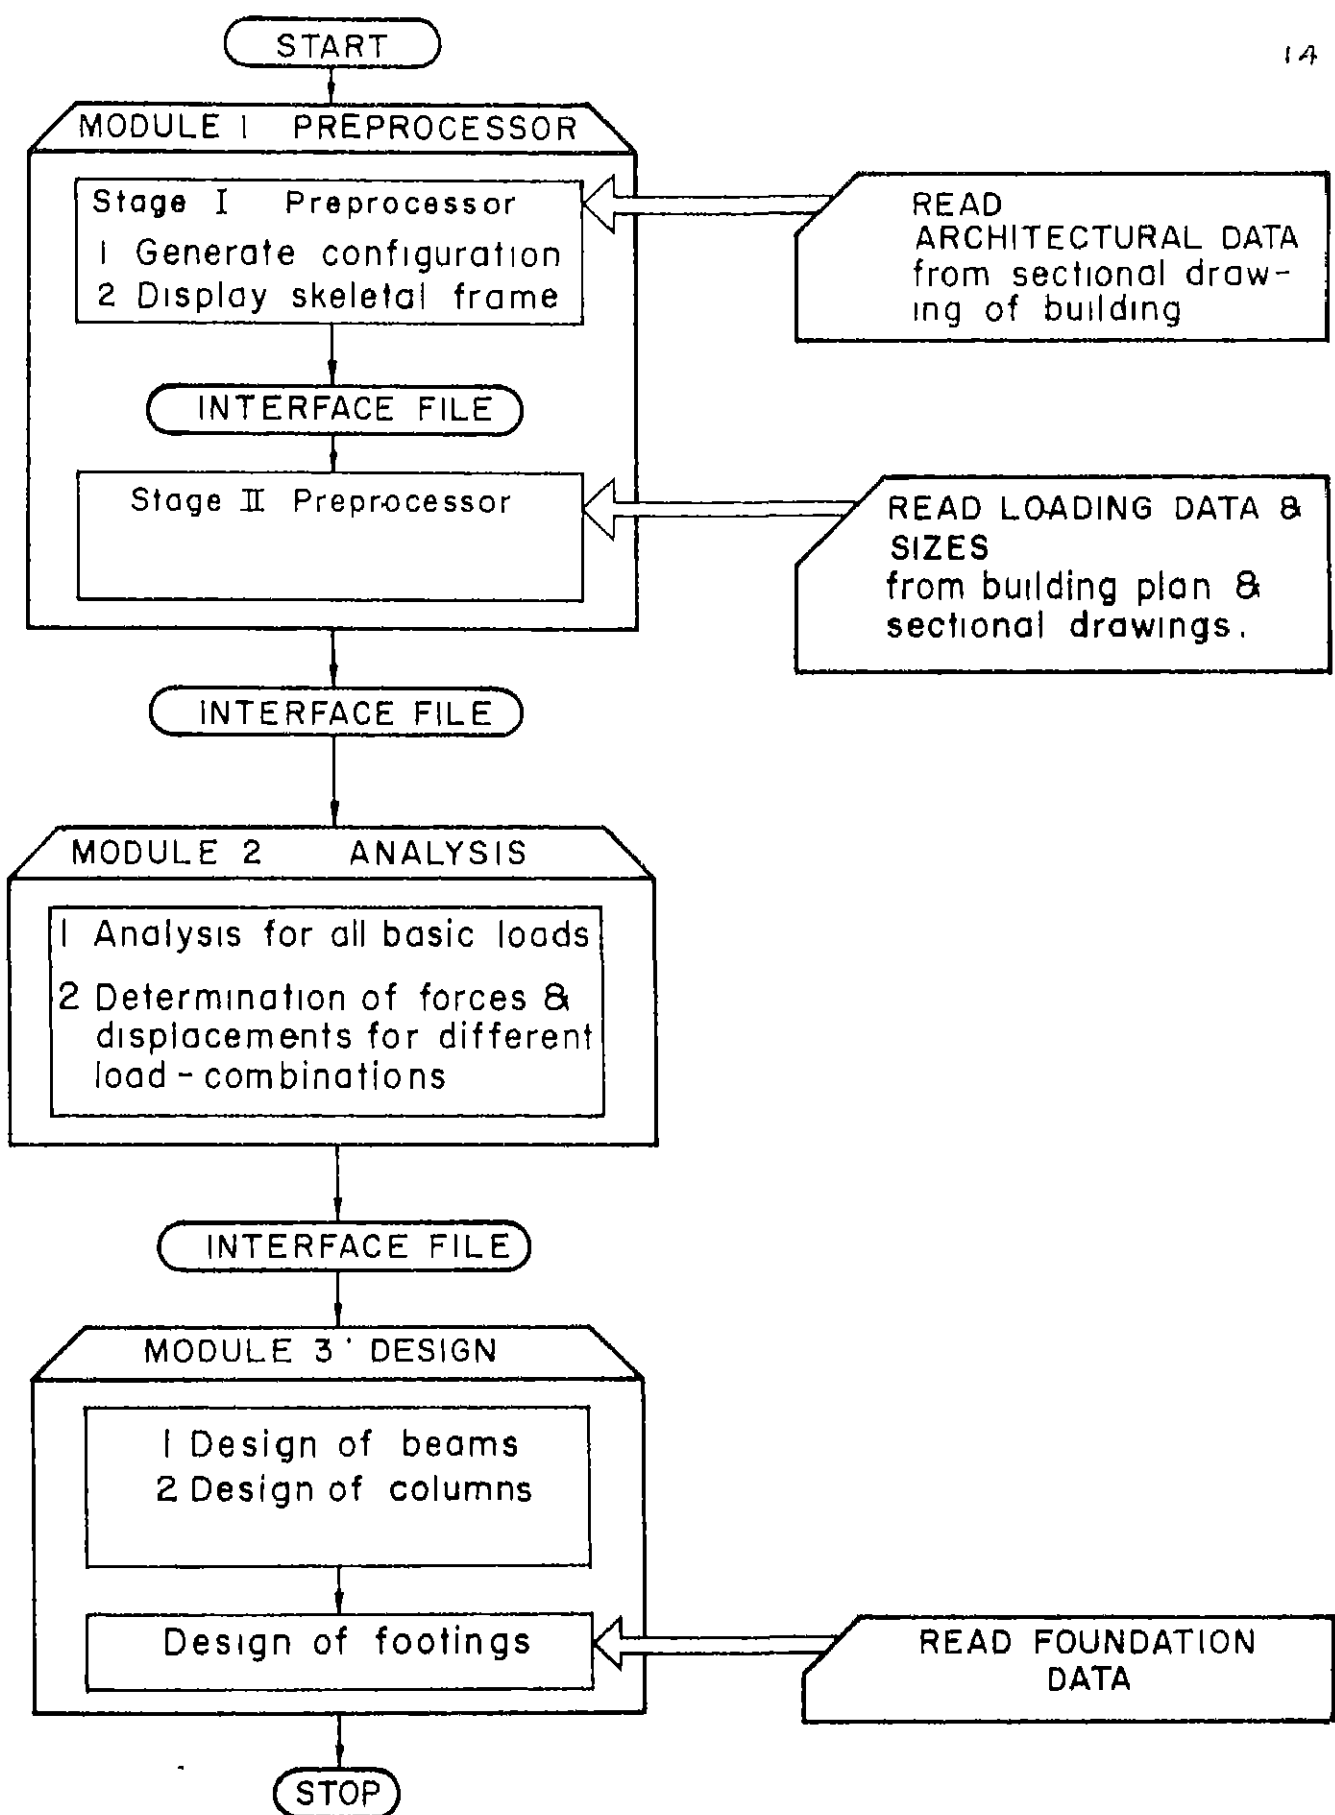 START
14
MODULE 1 PREPROCESSOR
Stage I Preprocessor
1 Generate configuration
2 Display skeletal frame
READ
ARCHITECTURAL DATA
from sectional draw-
ing of building
INTERFACE FILE
Stage II Preprocessor
READ LOADING DATA &
SIZES
from building plan &
sectional drawings.
INTERFACE FILE
MODULE 2 ANALYSIS
1 Analysis for all basic loads
2 Determination of forces &
displacements for different
load-combinations
INTERFACE FILE
MODULE 3 DESIGN
1 Design of beams
2 Design of columns
Design of footings
READ FOUNDATION
DATA
STOP